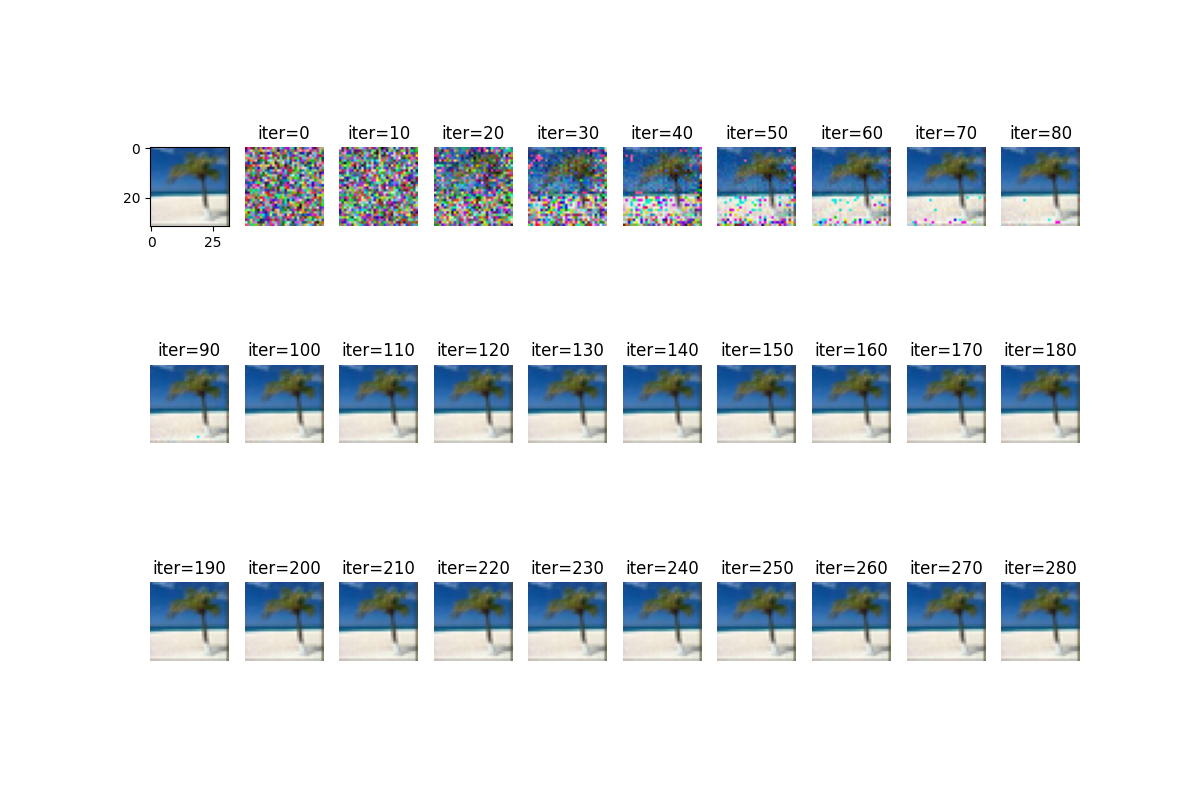 iter=0 iter=10 iter=20 iter=30 iter=40 iter=50 iter=60 iter=70 iter=80
0
20
0 25
iter=90 iter=100 iter=110 iter=120 iter=130 iter=140 iter=150 iter=160 iter=170 iter=180
iter=190 iter=200 iter=210 iter=220 iter=230 iter=240 iter=250 iter=260 iter=270 iter=280